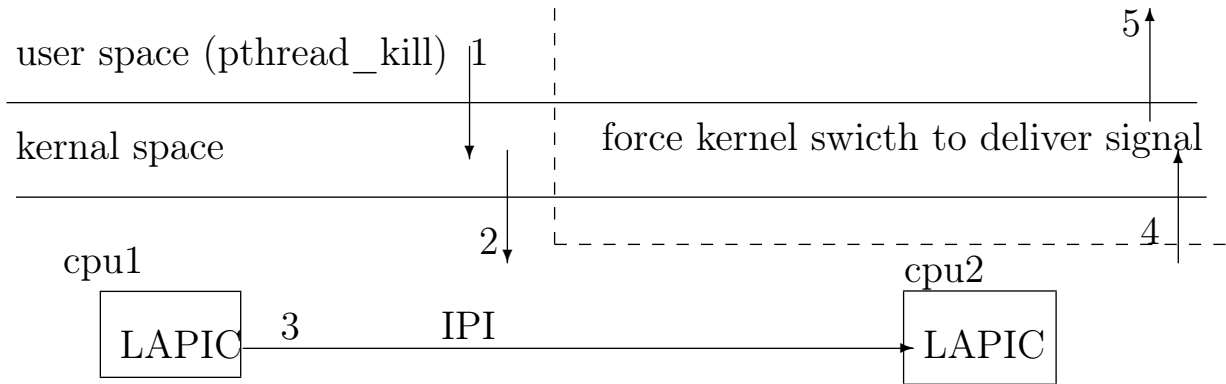 user space (pthread_kill) 1
5
kernal space
force kernel swicth to deliver signal
2
4
cpu1
cpu2
LAPIC
3
IPI
LAPIC